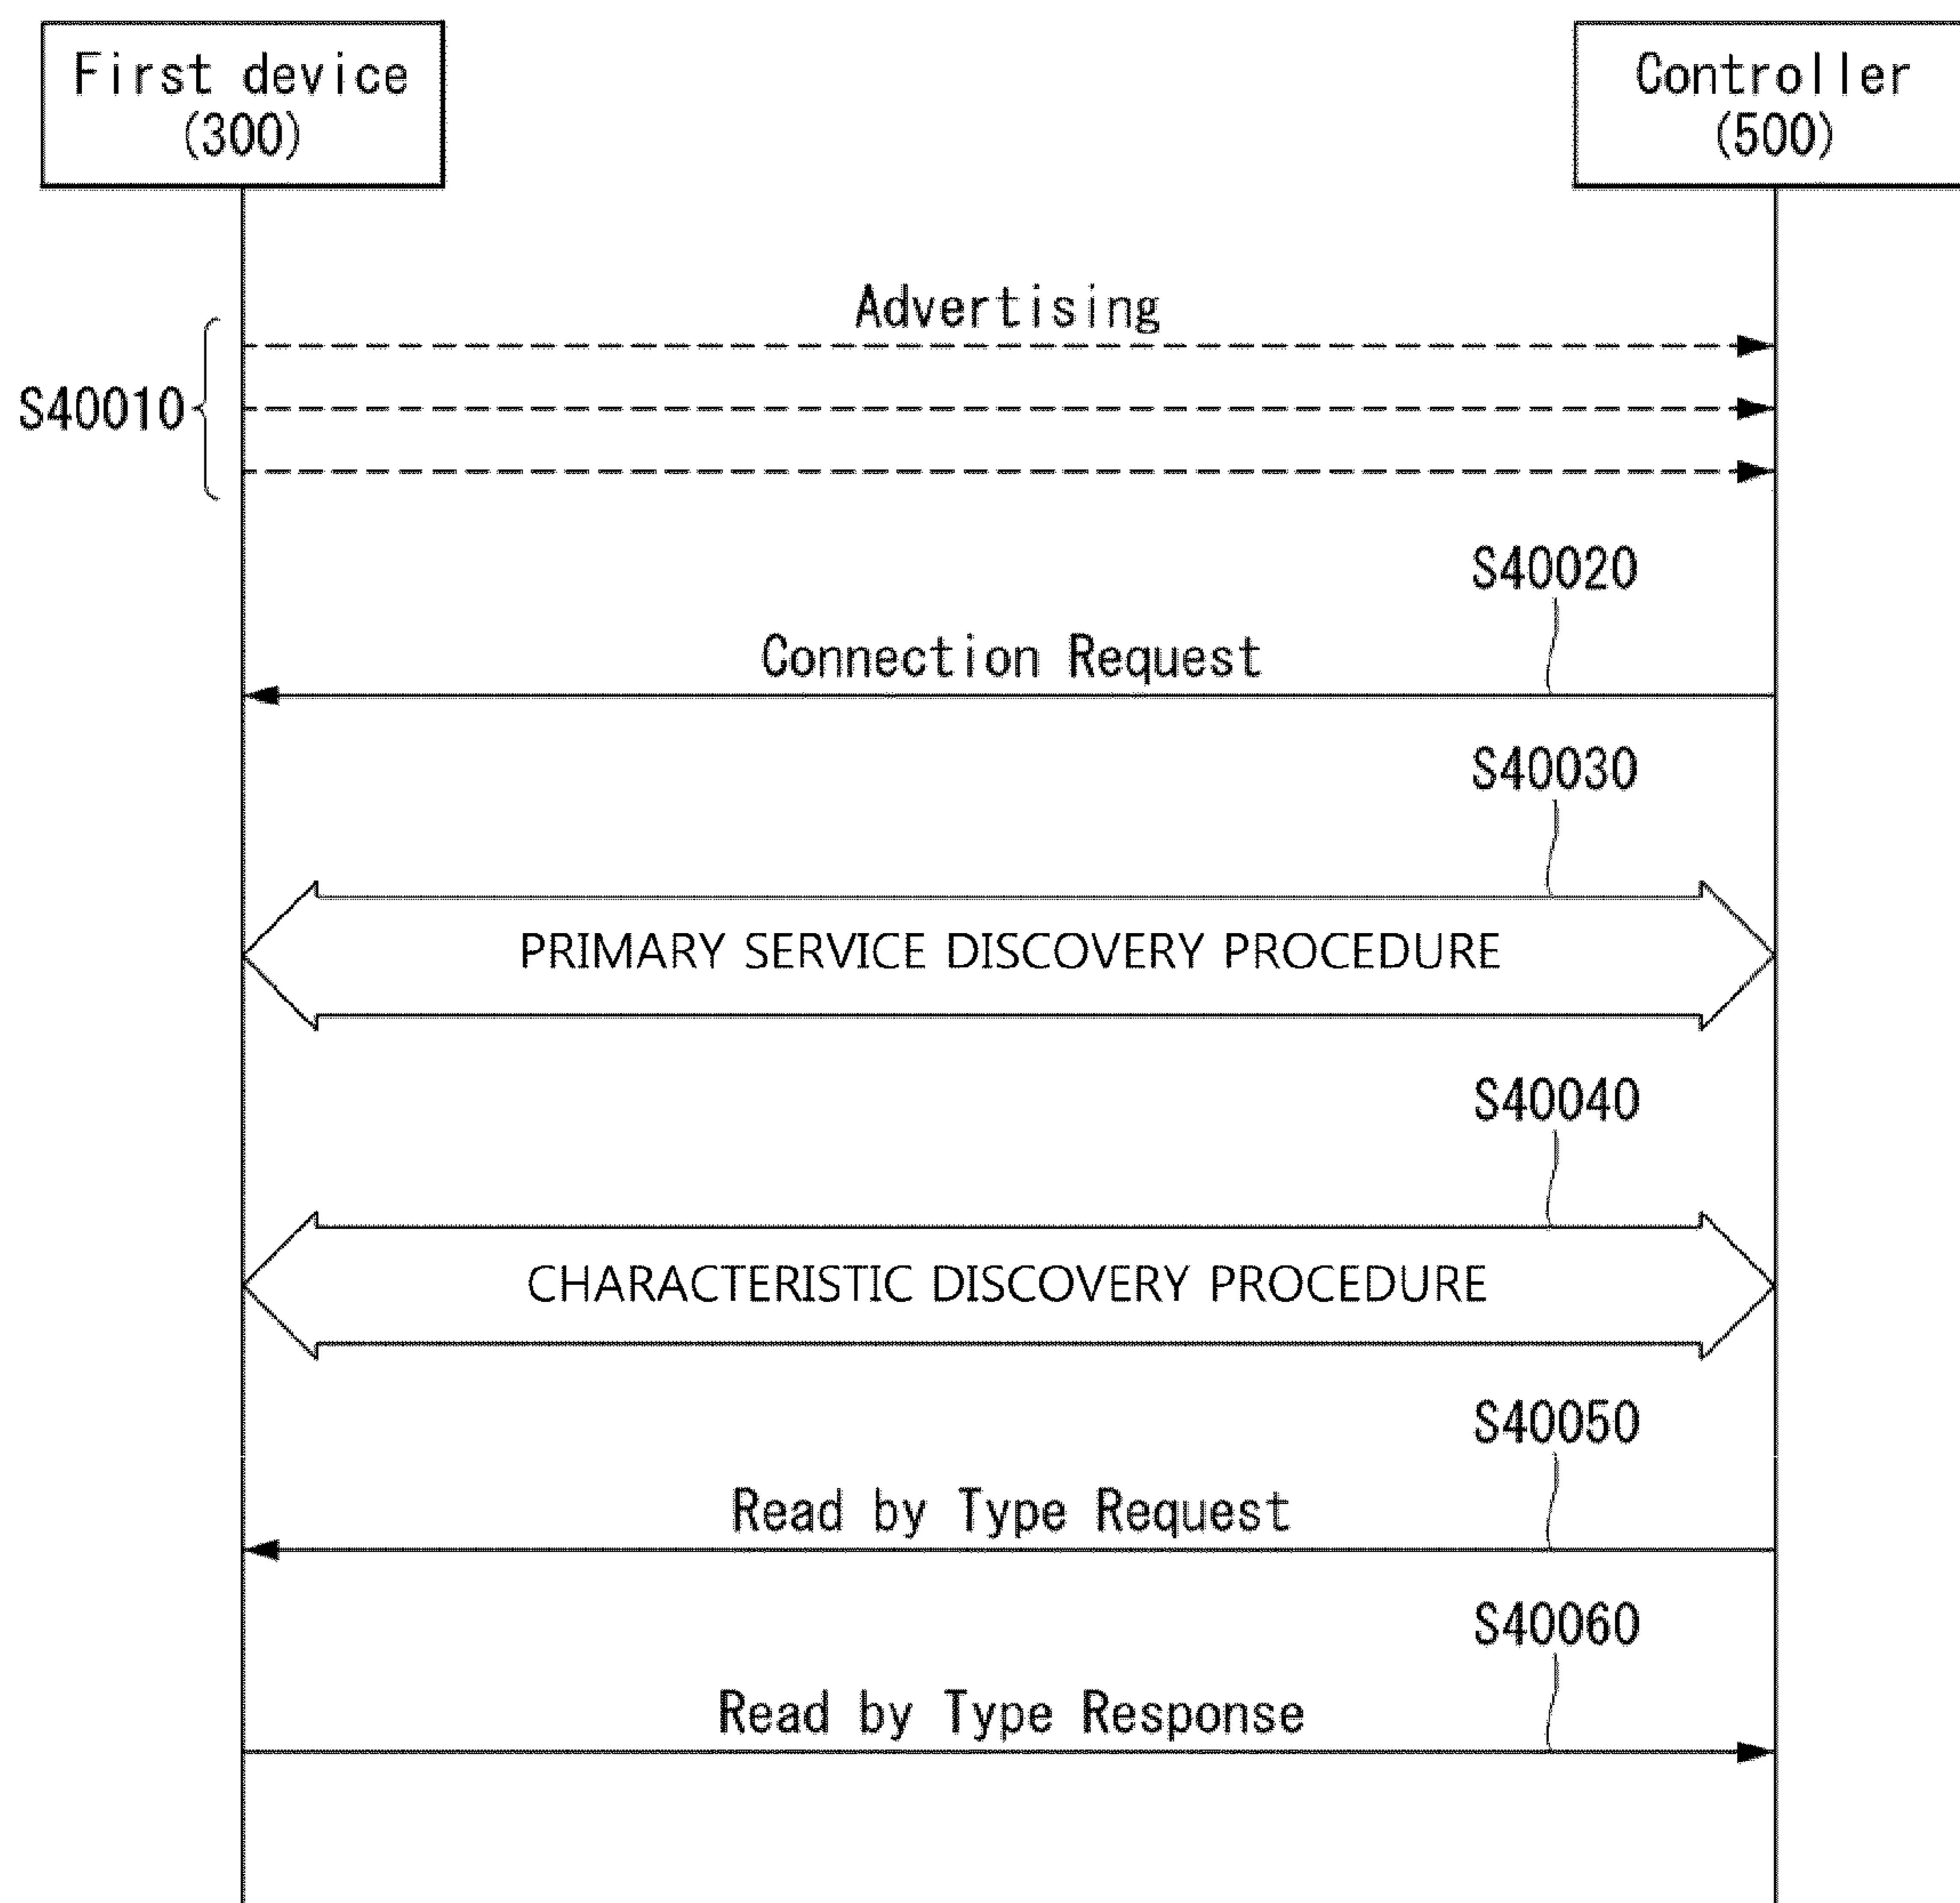 First device
(300)
Controller
(500)
Advertising
S40010
S40020
Connection Request
S40030
PRIMARY SERVICE DISCOVERY PROCEDURE
S40040
CHARACTERISTIC DISCOVERY PROCEDURE
S40050
Read by Type Request
S40060
Read by Type Response